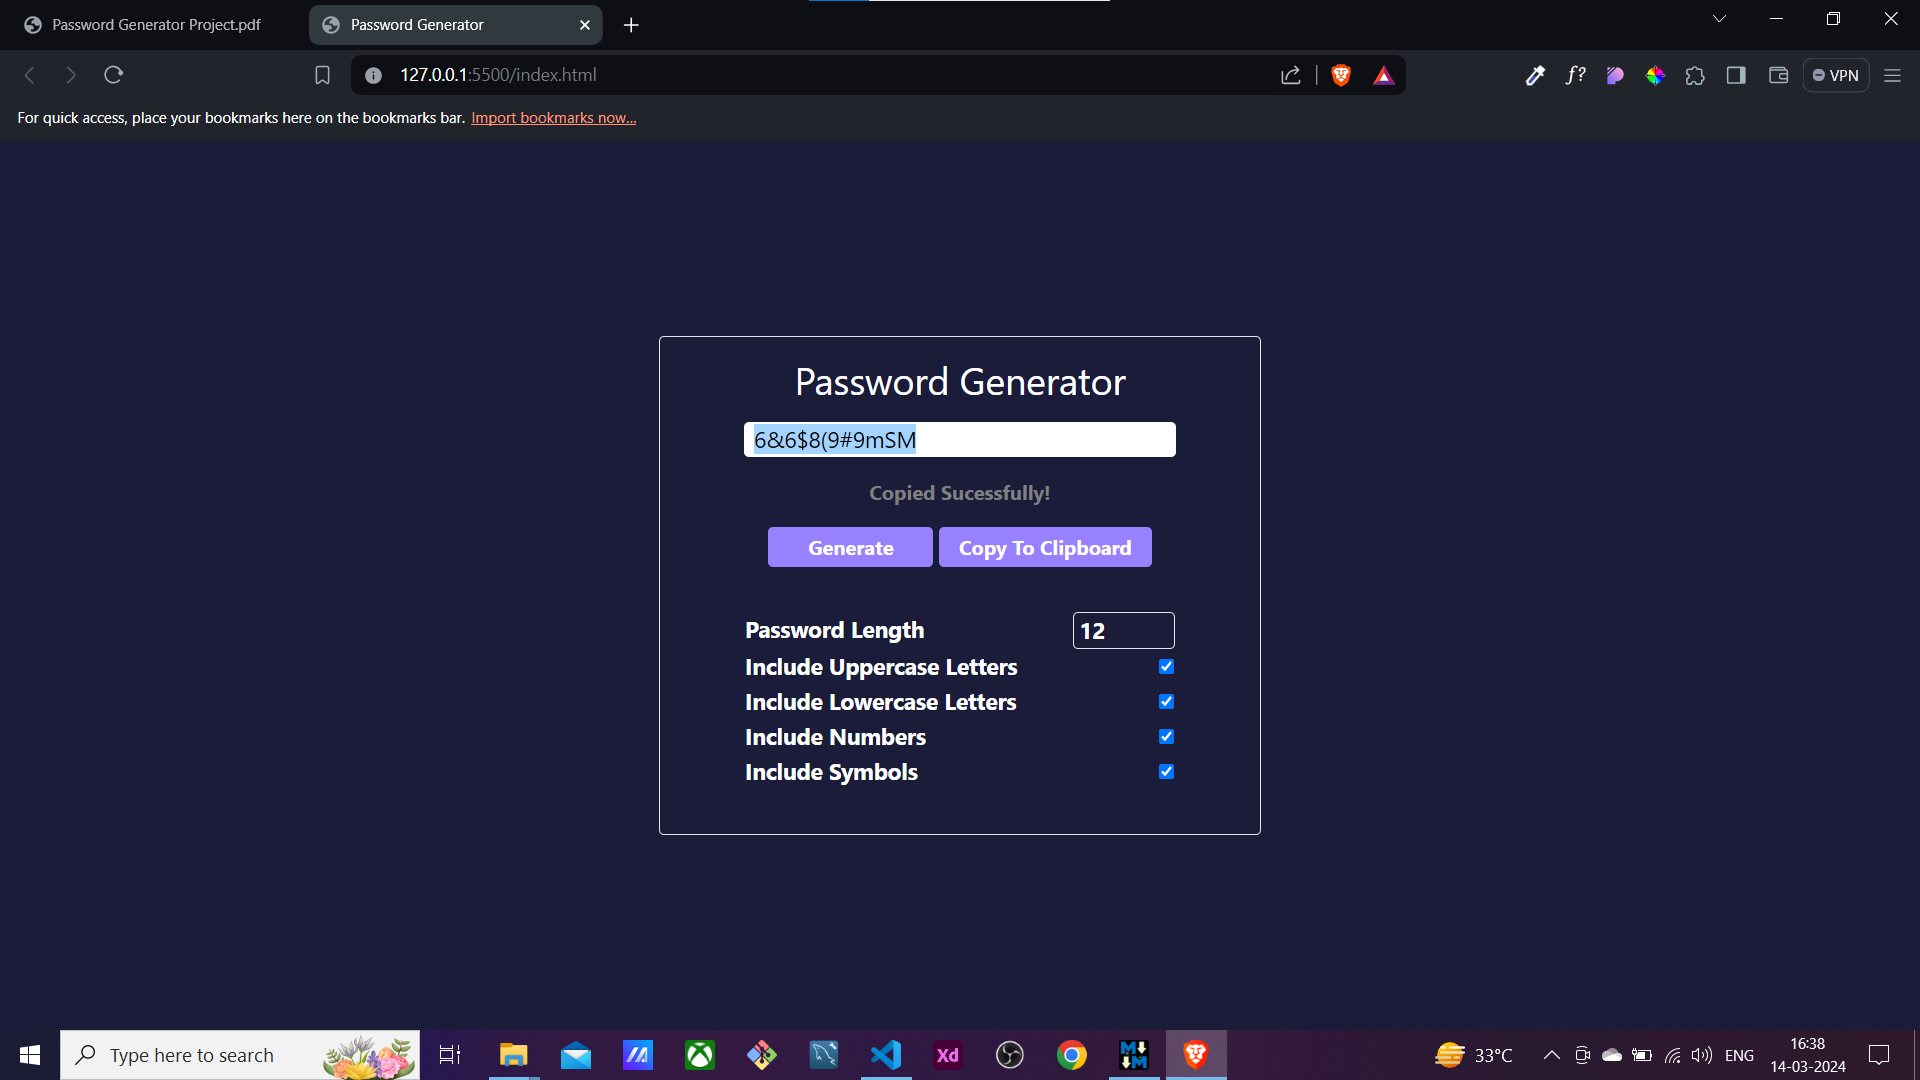 Password Generator Project.pdf
Password Generator
127.0.0.1:5500/index.html
f?
VPN
For quick access, place your bookmarks here on the bookmarks bar. Import bookmarks now...
Password Generator
6&6$8(9#9mSM
Copied Sucessfully!
Generate
Copy To Clipboard
Password Length
12
Include Uppercase Letters
Include Lowercase Letters
Include Numbers
Include Symbols
Type here to search
Xd
M M
33°C
ENG
16:38
14-03-2024